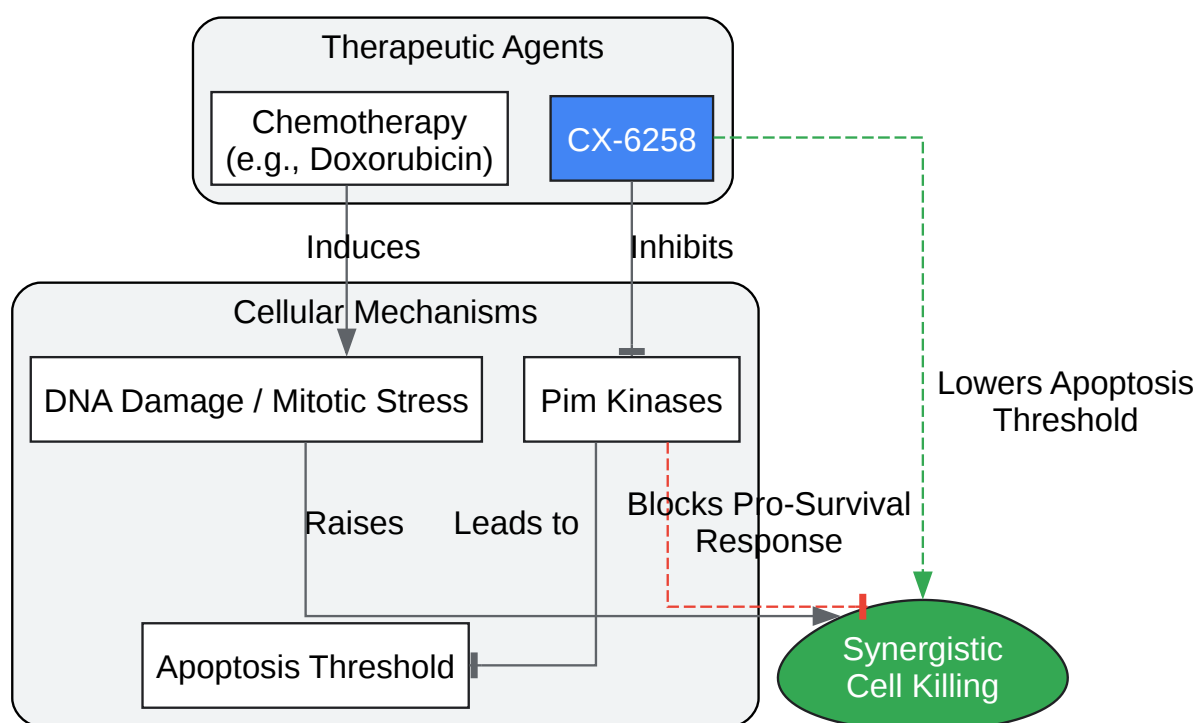 Therapeutic Agents
Chemotherapy
(e.g., Doxorubicin)
CX-6258
Induces
Inhibits
Cellular Mechanisms
DNA Damage / Mitotic Stress
Pim Kinases
Lowers Apoptosis
Threshold
Raises
Leads to
Blocks Pro-Survival
Response
Apoptosis Threshold
Synergistic
Cell Killing